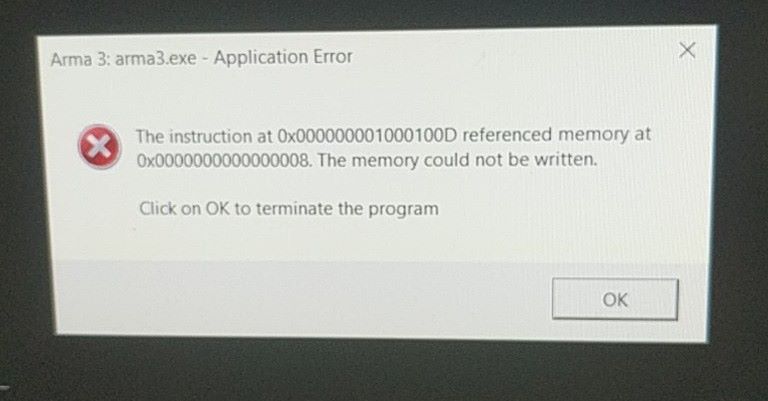 Arma 3: arma3.exe - Application Error
The instruction at 0x000000001000100D referenced memory at
0x0000000000000008. The memory could not be written.
Click on OK to terminate the program
OK